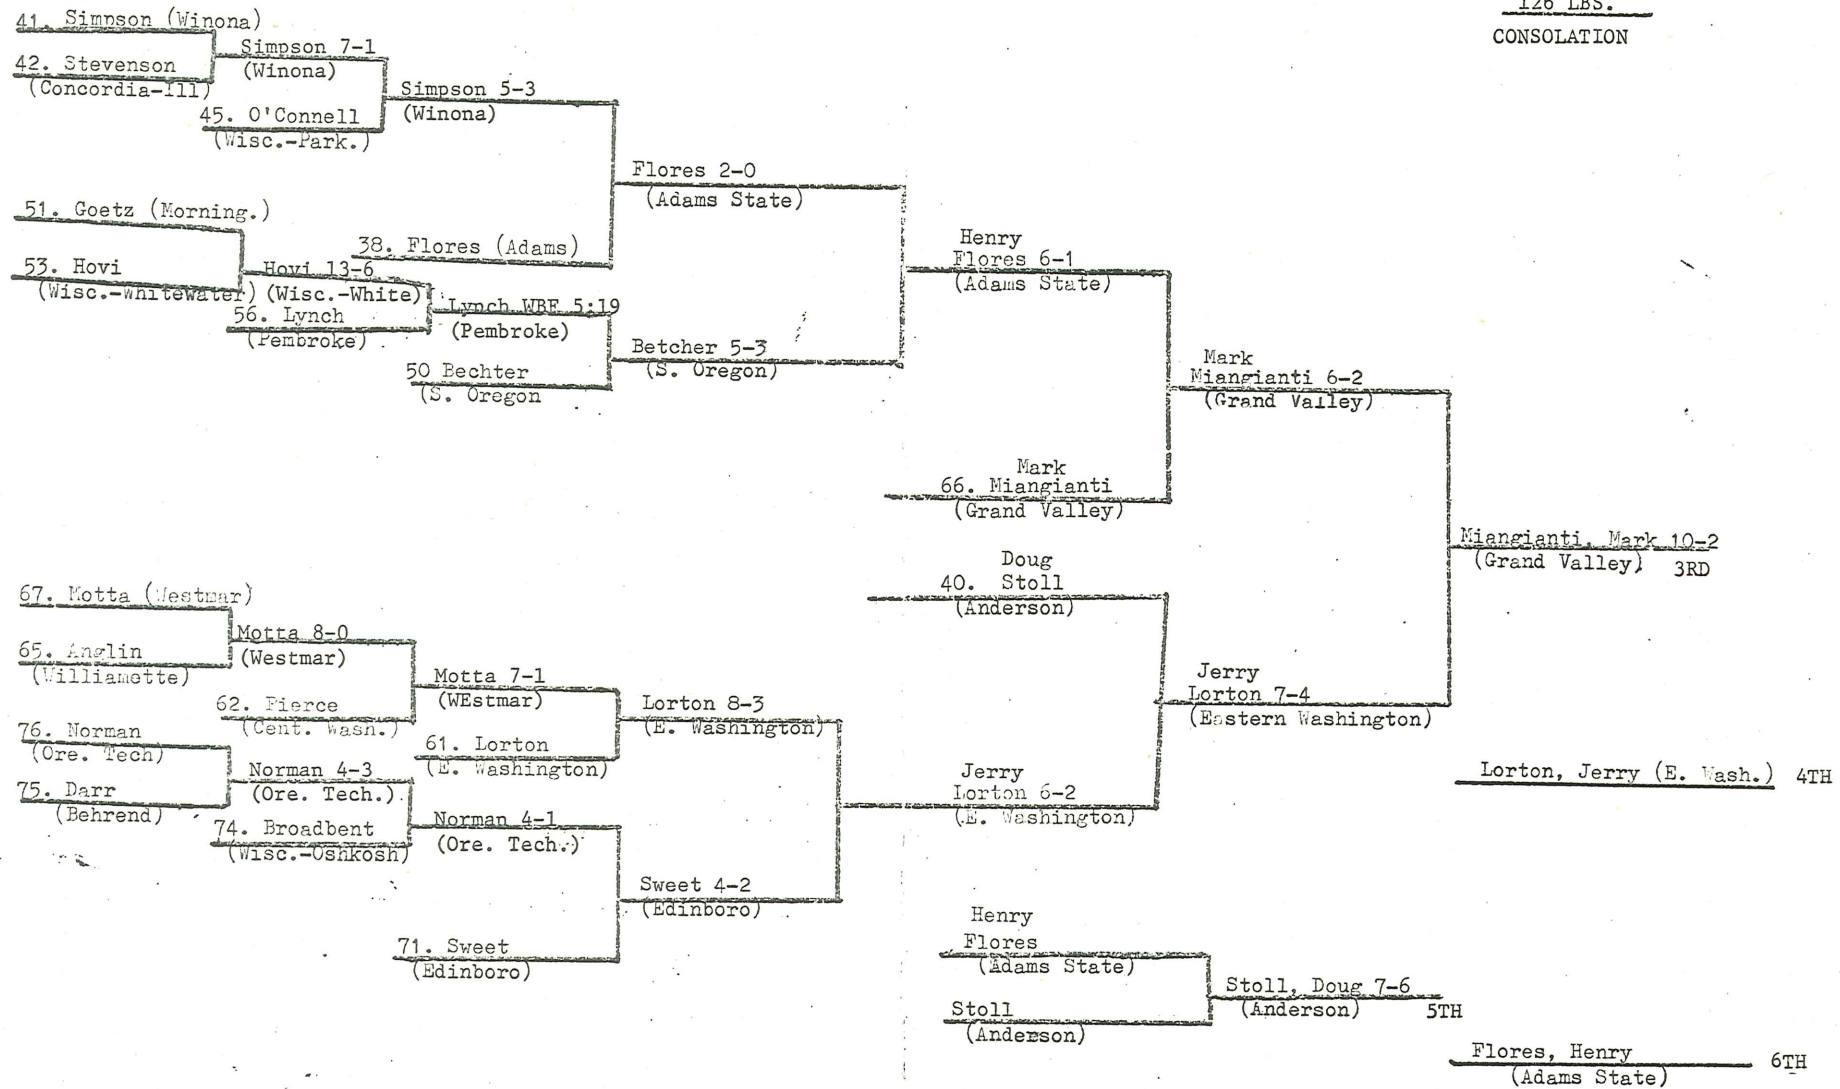 126 LBS.
CONSOLATION
41. Simpson (Winona)
42. Stevenson
(Concordia-Ill)
Simpson 7-1
(Winona)
45. O'Connell
(Wisc.-Park.)
Simpson 5-3
(Winona)
38. Flores (Adams)
Flores 2-0
(Adams State)
51. Goetz (Morning.)
53. Hovi
(Wisc.-Whitewater)
Hovi 13-6
(Wisc.-White)
56. Lynch
(Pembroke)
Lynch WBF 5:19
(Pembroke)
50 Bechter
(S. Oregon
Betcher 5-3
(S. Oregon)
Henry
Flores 6-1
(Adams State)
Mark
66. Miangianti
(Grand Valley)
Mark
Miangianti 6-2
(Grand Valley)
67. Motta (Westmar)
65. Anglin
(Williamette)
Motta 8-0
(Westmar)
62. Pierce
(Cent. Wash.)
Motta 7-1
(WEstmar)
61. Lorton
(E. Washington)
Lorton 8-3
(E. Washington)
76. Norman
(Ore. Tech)
75. Darr
(Behrend)
Norman 4-3
(Ore. Tech.)
74. Broadbent
(Wisc.-Oshkosh)
Norman 4-1
(Ore. Tech.)
71. Sweet
(Edinboro)
Sweet 4-2
(Edinboro)
Doug
40. Stoll
(Anderson)
Jerry
Lorton 6-2
(E. Washington)
Jerry
Lorton 7-4
(Eastern Washington)
Miangianti, Mark 10-2
(Grand Valley) 3RD
Lorton, Jerry (E. Wash.) 4TH
Henry
Flores
(Adams State)
Stoll
(Anderson)
Stoll, Doug 7-6
(Anderson) 5TH
Flores, Henry 6TH
(Adams State)